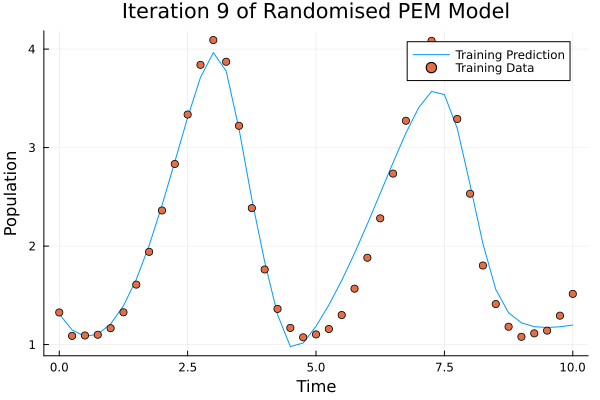 Iteration 9 of Randomised PEM Model
Training Prediction
Training Data
Population
4
3
2
1
0.0
2.5
5.0
7.5
10.0
Time